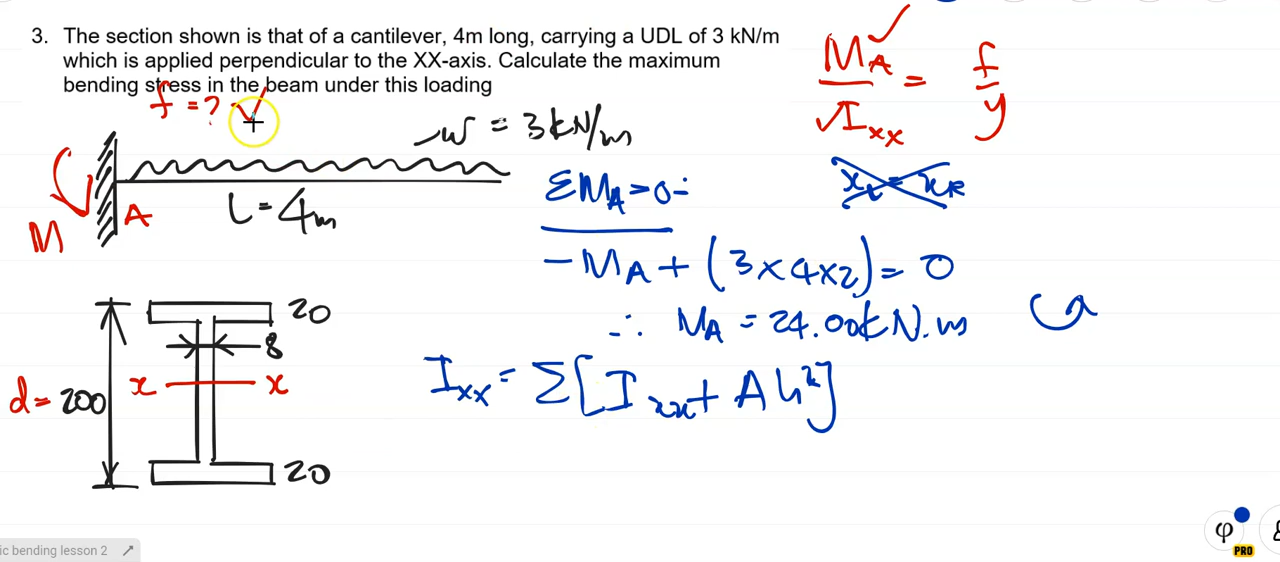 3. The section shown is that of a cantilever, 4m long, carrying a UDL of 3 kN/m
which is applied perpendicular to the XX-axis. Calculate the maximum
bending stress in the beam under this loading
f = ? ✓
M_A ✓ / ✓ I_xx = f / y
w = 3kN/m
M
A
L = 4m
ΣM_A=0:
x_L = x_R
- M_A + (3×4×2) = 0
∴ M_A = 24.00kN.m
20
8
x x
d = 200
20
I_xx = Σ[I_xx + Ah²]
ic bending lesson 2
φ
PRO